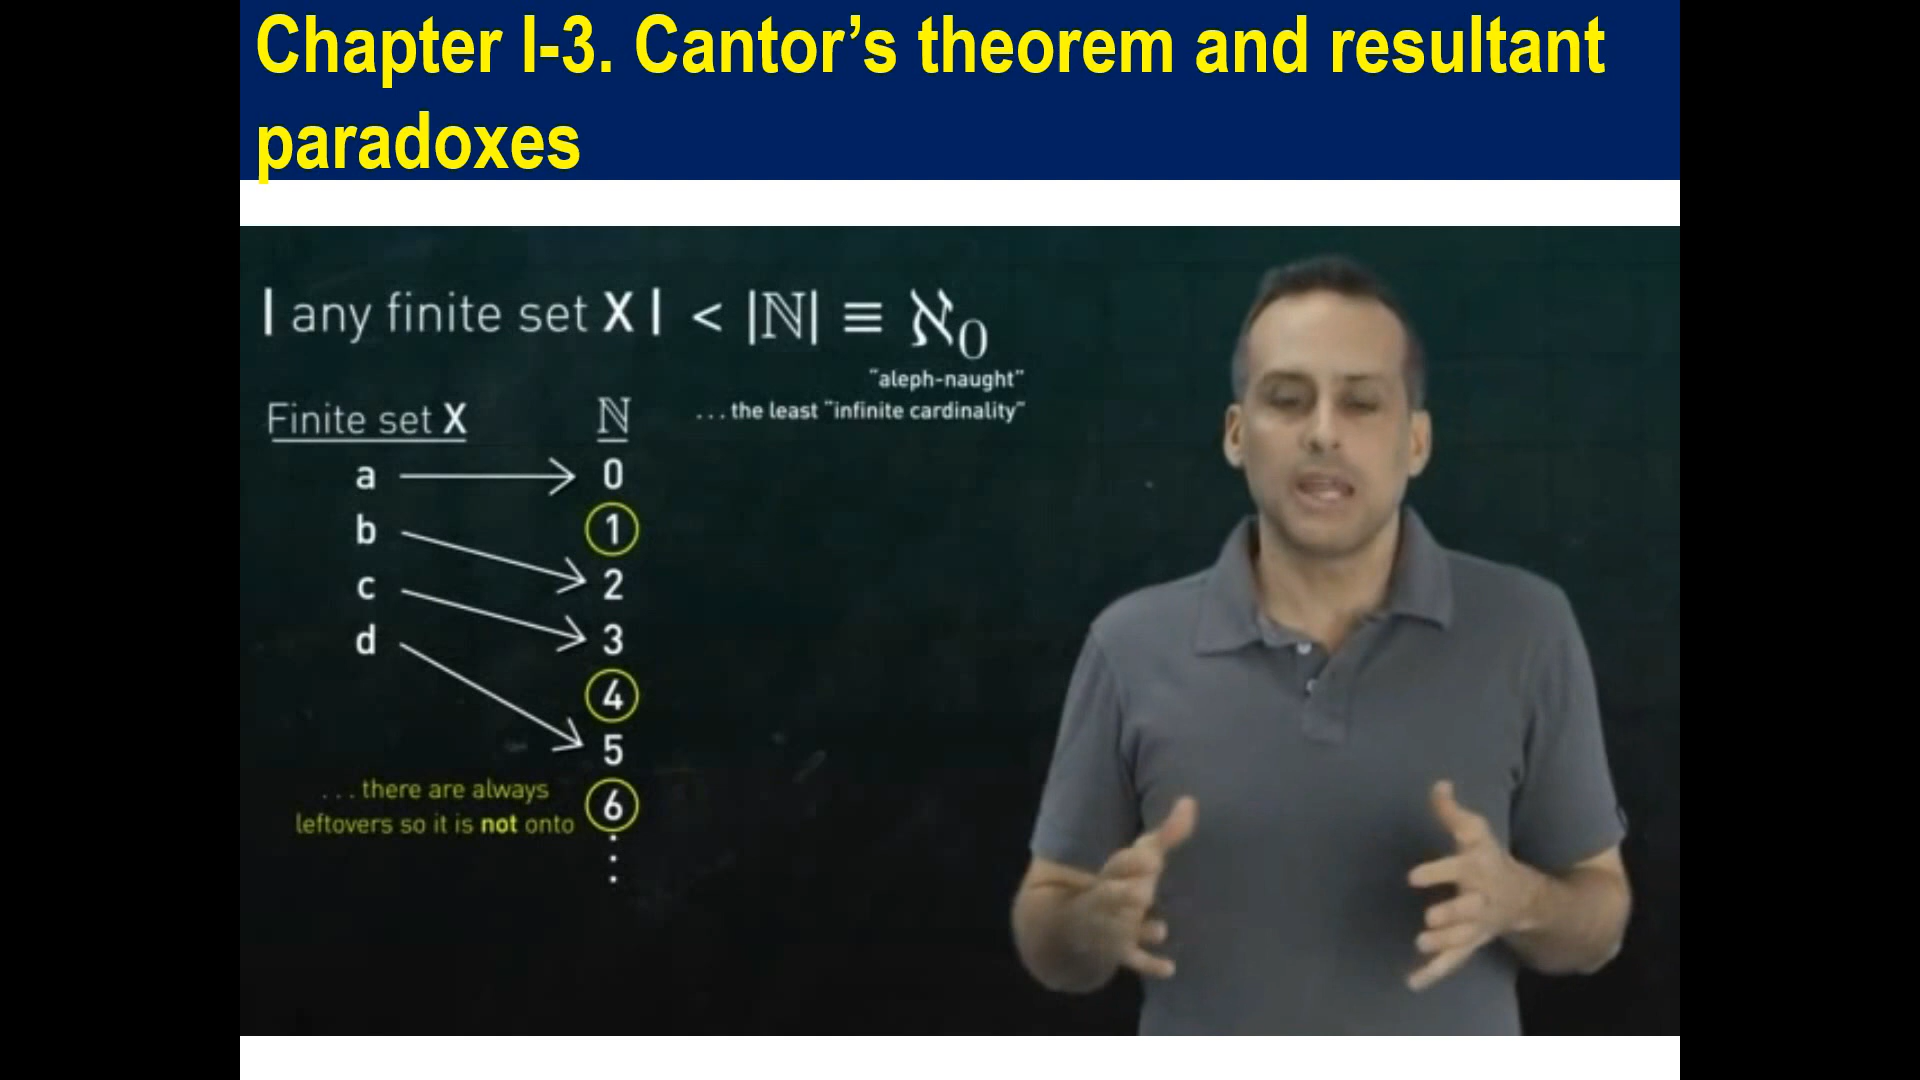 Chapter I-3. Cantor’s theorem and resultant
paradoxes
| any finite set X | < |ℕ| ≡ ℵ₀
“aleph-naught”
...the least “infinite cardinality”
Finite set X ℕ
a 0
b 1
c 2
d 3
4
5
6
...there are always
leftovers so it is not onto
⋮